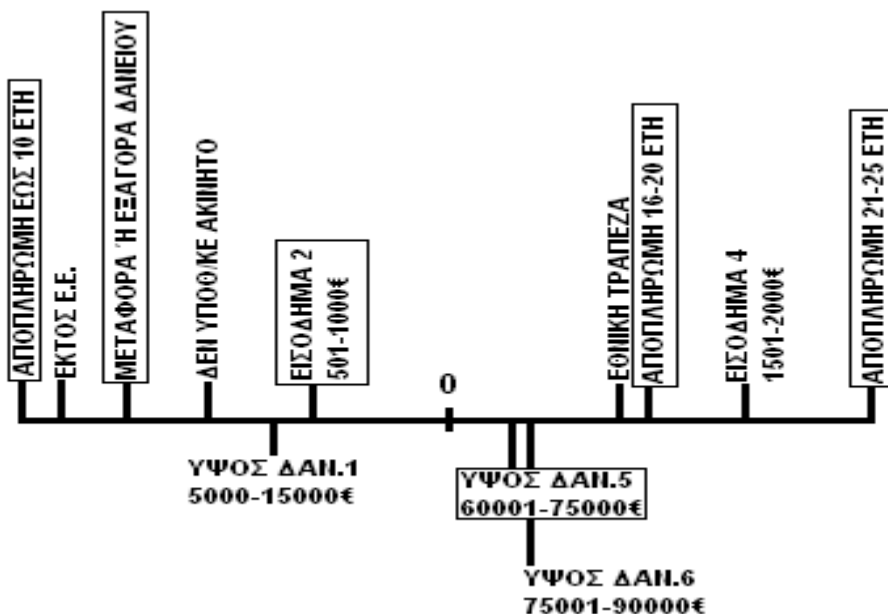 ΑΠΟΠΛΗΡΩΜΗ ΕΩΣ 10 ΕΤΗ
ΕΚΤΟΣ Ε.Ε.
ΜΕΤΑΦΟΡΑ Ή ΕΞΑΓΟΡΑ ΔΑΝΕΙΟΥ
ΔΕΝ ΥΠΟΘ/ΚΕ ΑΚΙΝΗΤΟ
ΕΙΣΟΔΗΜΑ 2
501-1000€
0
ΕΘΝΙΚΗ ΤΡΑΠΕΖΑ
ΑΠΟΠΛΗΡΩΜΗ 16-20 ΕΤΗ
ΕΙΣΟΔΗΜΑ 4
1501-2000€
ΑΠΟΠΛΗΡΩΜΗ 21-25 ΕΤΗ
ΥΨΟΣ ΔΑΝ.1
5000-15000€
ΥΨΟΣ ΔΑΝ.5
60001-75000€
ΥΨΟΣ ΔΑΝ.6
75001-90000€